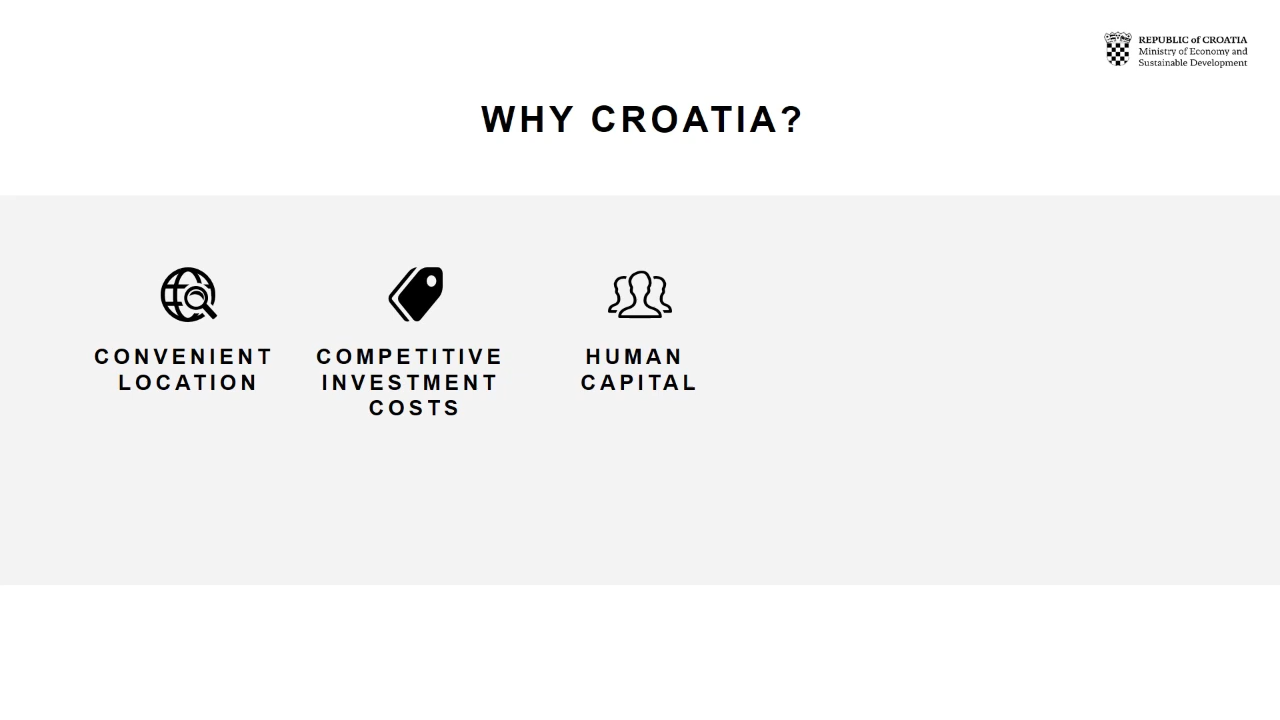 REPUBLIC of CROATIA
Ministry of Economy and
Sustainable Development
WHY CROATIA?
CONVENIENT
LOCATION
COMPETITIVE
INVESTMENT
COSTS
HUMAN
CAPITAL